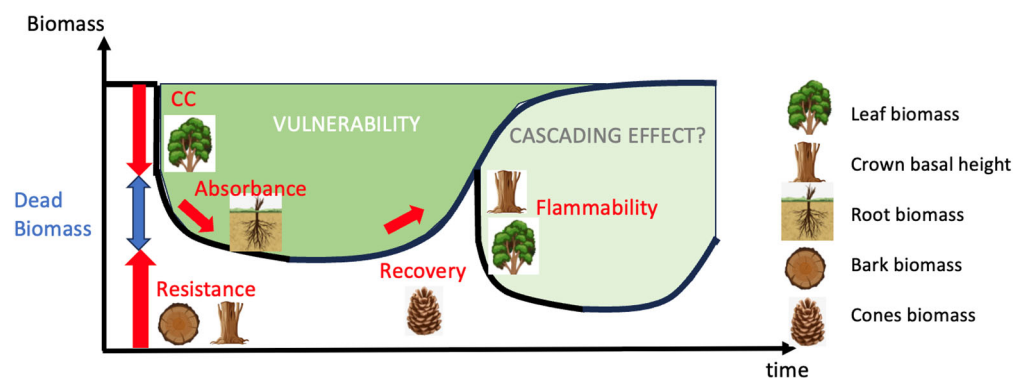 Biomass
CC
VULNERABILITY
CASCADING EFFECT?
Absorbance
Flammability
Dead
Biomass
Recovery
Resistance
time
Leaf biomass
Crown basal height
Root biomass
Bark biomass
Cones biomass